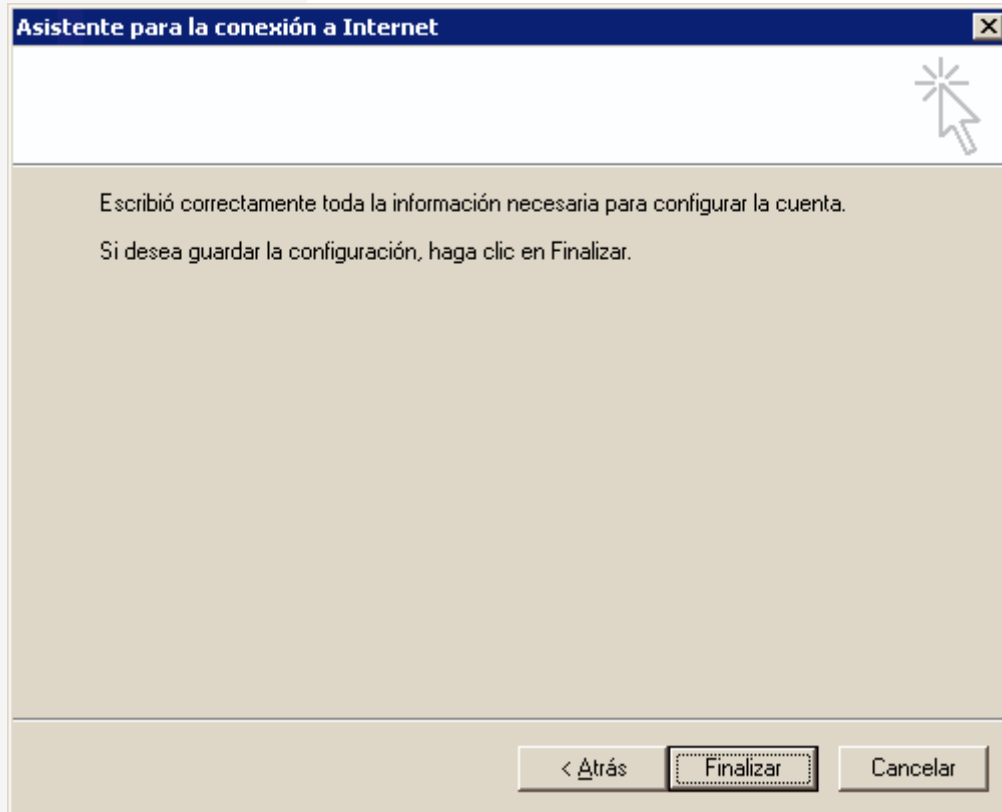 Asistente para la conexión a Internet
Escribió correctamente toda la información necesaria para configurar la cuenta.
Si desea guardar la configuración, haga clic en Finalizar.
< Atrás Finalizar Cancelar